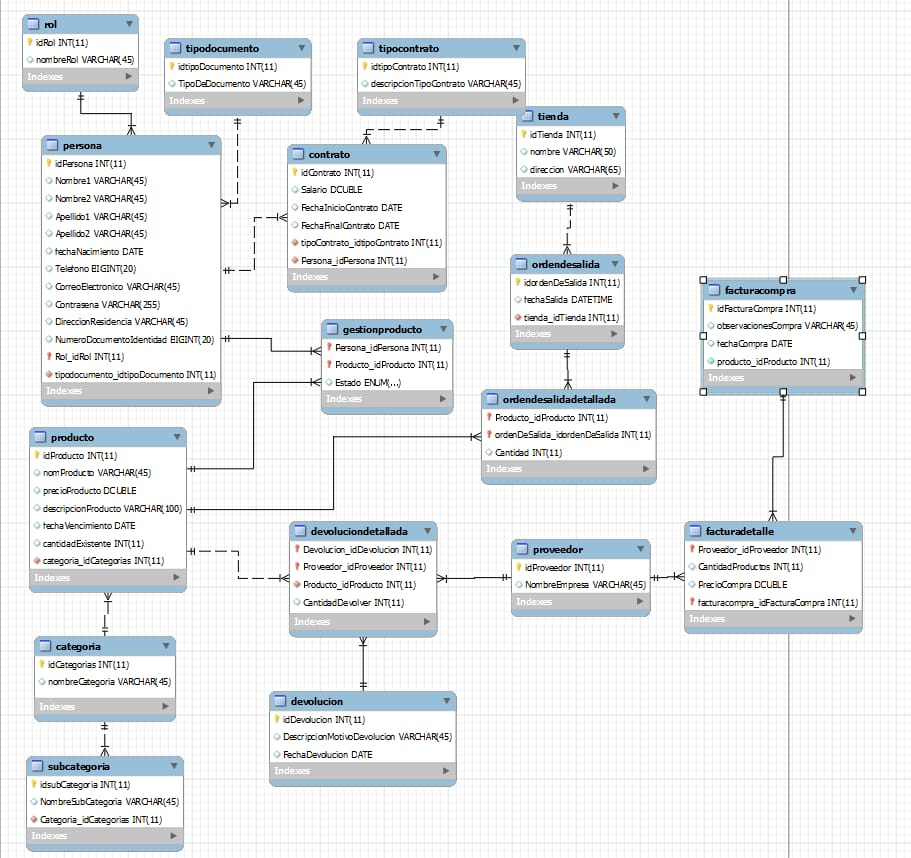 rol
idRol INT(11)
nombreRol VARCHAR(45)
Indexes
tipodocumento
idtipoDocumento INT(11)
TipoDeDocumento VARCHAR(45)
Indexes
tipocontrato
idtipoContrato INT(11)
descripcionTipoContrato VARCHAR(45)
Indexes
tienda
idTienda INT(11)
nombre VARCHAR(50)
direccion VARCHAR(65)
Indexes
persona
idPersona INT(11)
Nombre1 VARCHAR(45)
Nombre2 VARCHAR(45)
Apellido1 VARCHAR(45)
Apellido2 VARCHAR(45)
fechaNacimiento DATE
Telefono BIGINT(20)
CorreoElectronico VARCHAR(45)
Contrasena VARCHAR(255)
DireccionResidencia VARCHAR(45)
NumeroDocumentoIdentidad BIGINT(20)
Rol_idRol INT(11)
tipodocumento_idtipoDocumento INT(11)
Indexes
contrato
idContrato INT(11)
Salario DOUBLE
FechaInicioContrato DATE
FechaFinalContrato DATE
tipoContrato_idtipoContrato INT(11)
Persona_idPersona INT(11)
Indexes
ordendesalida
idordenDeSalida INT(11)
fechaSalida DATETIME
tienda_idTienda INT(11)
Indexes
facturacompra
idFacturaCompra INT(11)
observacionesCompra VARCHAR(45)
fechaCompra DATE
producto_idProducto INT(11)
Indexes
gestionproducto
Persona_idPersona INT(11)
Producto_idProducto INT(11)
Estado ENUM(...)
Indexes
ordendesalidadetallada
Producto_idProducto INT(11)
ordenDeSalida_idordenDeSalida INT(11)
Cantidad INT(11)
Indexes
producto
idProducto INT(11)
nomProducto VARCHAR(45)
precioProducto DOUBLE
descripcionProducto VARCHAR(100)
fechaVencimiento DATE
cantidadExistente INT(11)
categoria_idCategorias INT(11)
Indexes
devoluciondetallada
Devolucion_idDevolucion INT(11)
Proveedor_idProveedor INT(11)
Producto_idProducto INT(11)
CantidadDevolver INT(11)
Indexes
proveedor
idProveedor INT(11)
NombreEmpresa VARCHAR(45)
Indexes
facturadetalle
Proveedor_idProveedor INT(11)
CantidadProductos INT(11)
PrecioCompra DOUBLE
facturacompra_idFacturaCompra INT(11)
Indexes
categoria
idCategorias INT(11)
nombreCategoria VARCHAR(45)
Indexes
devolucion
idDevolucion INT(11)
DescripcionMotivoDevolucion VARCHAR(45)
FechaDevolucion DATE
Indexes
subcategoria
idsubCategoria INT(11)
NombreSubCategoria VARCHAR(45)
Categoria_idCategorias INT(11)
Indexes